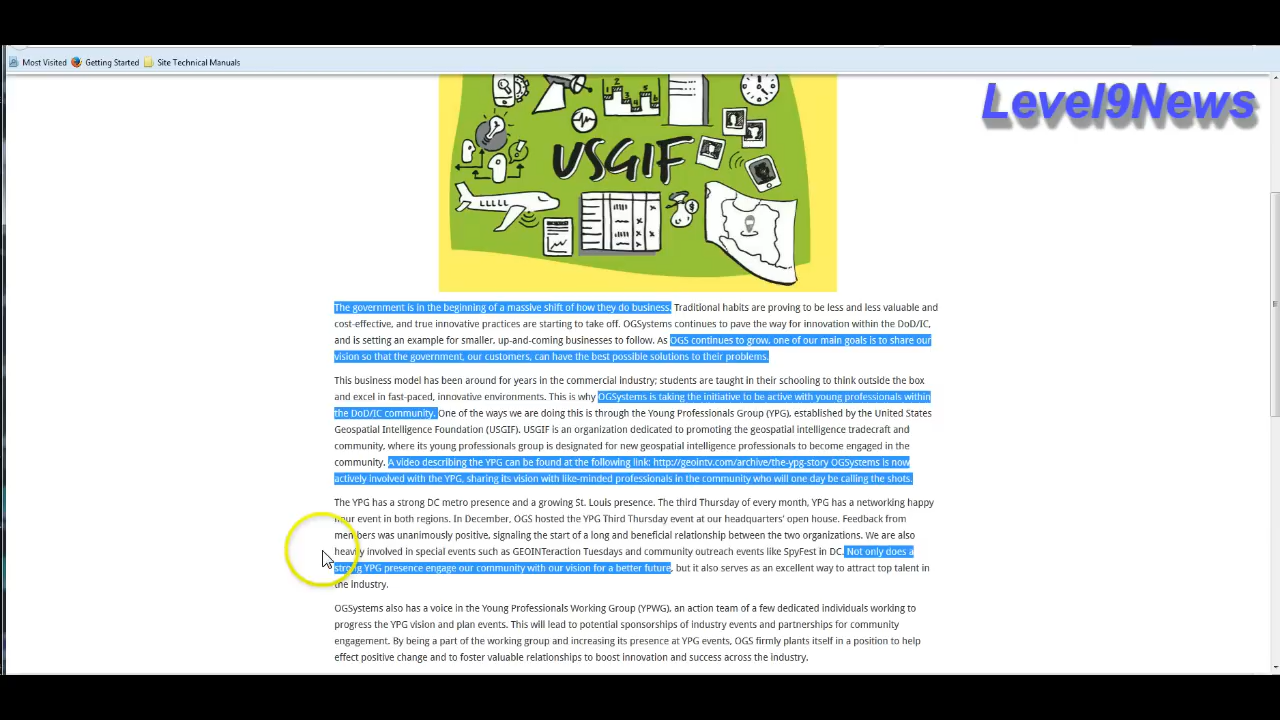 Most Visited
Getting Started
Site Technical Manuals
Level9News
USGIF
The government is in the beginning of a massive shift of how they do business. Traditional habits are proving to be less and less valuable and
cost-effective, and true innovative practices are starting to take off. OGSystems continues to pave the way for innovation within the DoD/IC,
and is setting an example for smaller, up-and-coming businesses to follow. As OGS continues to grow, one of our main goals is to share our
vision so that the government, our customers, can have the best possible solutions to their problems.
This business model has been around for years in the commercial industry; students are taught in their schooling to think outside the box
and excel in fast-paced, innovative environments. This is why OGSystems is taking the initiative to be active with young professionals within
the DoD/IC community. One of the ways we are doing this is through the Young Professionals Group (YPG), established by the United States
Geospatial Intelligence Foundation (USGIF). USGIF is an organization dedicated to promoting the geospatial intelligence tradecraft and
community, where its young professionals group is designated for new geospatial intelligence professionals to become engaged in the
community. A video describing the YPG can be found at the following link: http://geointv.com/archive/the-ypg-story OGSystems is now
actively involved with the YPG, sharing its vision with like-minded professionals in the community who will one day be calling the shots.
The YPG has a strong DC metro presence and a growing St. Louis presence. The third Thursday of every month, YPG has a networking happy
hour event in both regions. In December, OGS hosted the YPG Third Thursday event at our headquarters' open house. Feedback from
members was unanimously positive, signaling the start of a long and beneficial relationship between the two organizations. We are also
heavily involved in special events such as GEOINTeraction Tuesdays and community outreach events like SpyFest in DC. Not only does a
strong YPG presence engage our community with our vision for a better future, but it also serves as an excellent way to attract top talent in
the industry.
OGSystems also has a voice in the Young Professionals Working Group (YPWG), an action team of a few dedicated individuals working to
progress the YPG vision and plan events. This will lead to potential sponsorships of industry events and partnerships for community
engagement. By being a part of the working group and increasing its presence at YPG events, OGS firmly plants itself in a position to help
effect positive change and to foster valuable relationships to boost innovation and success across the industry.